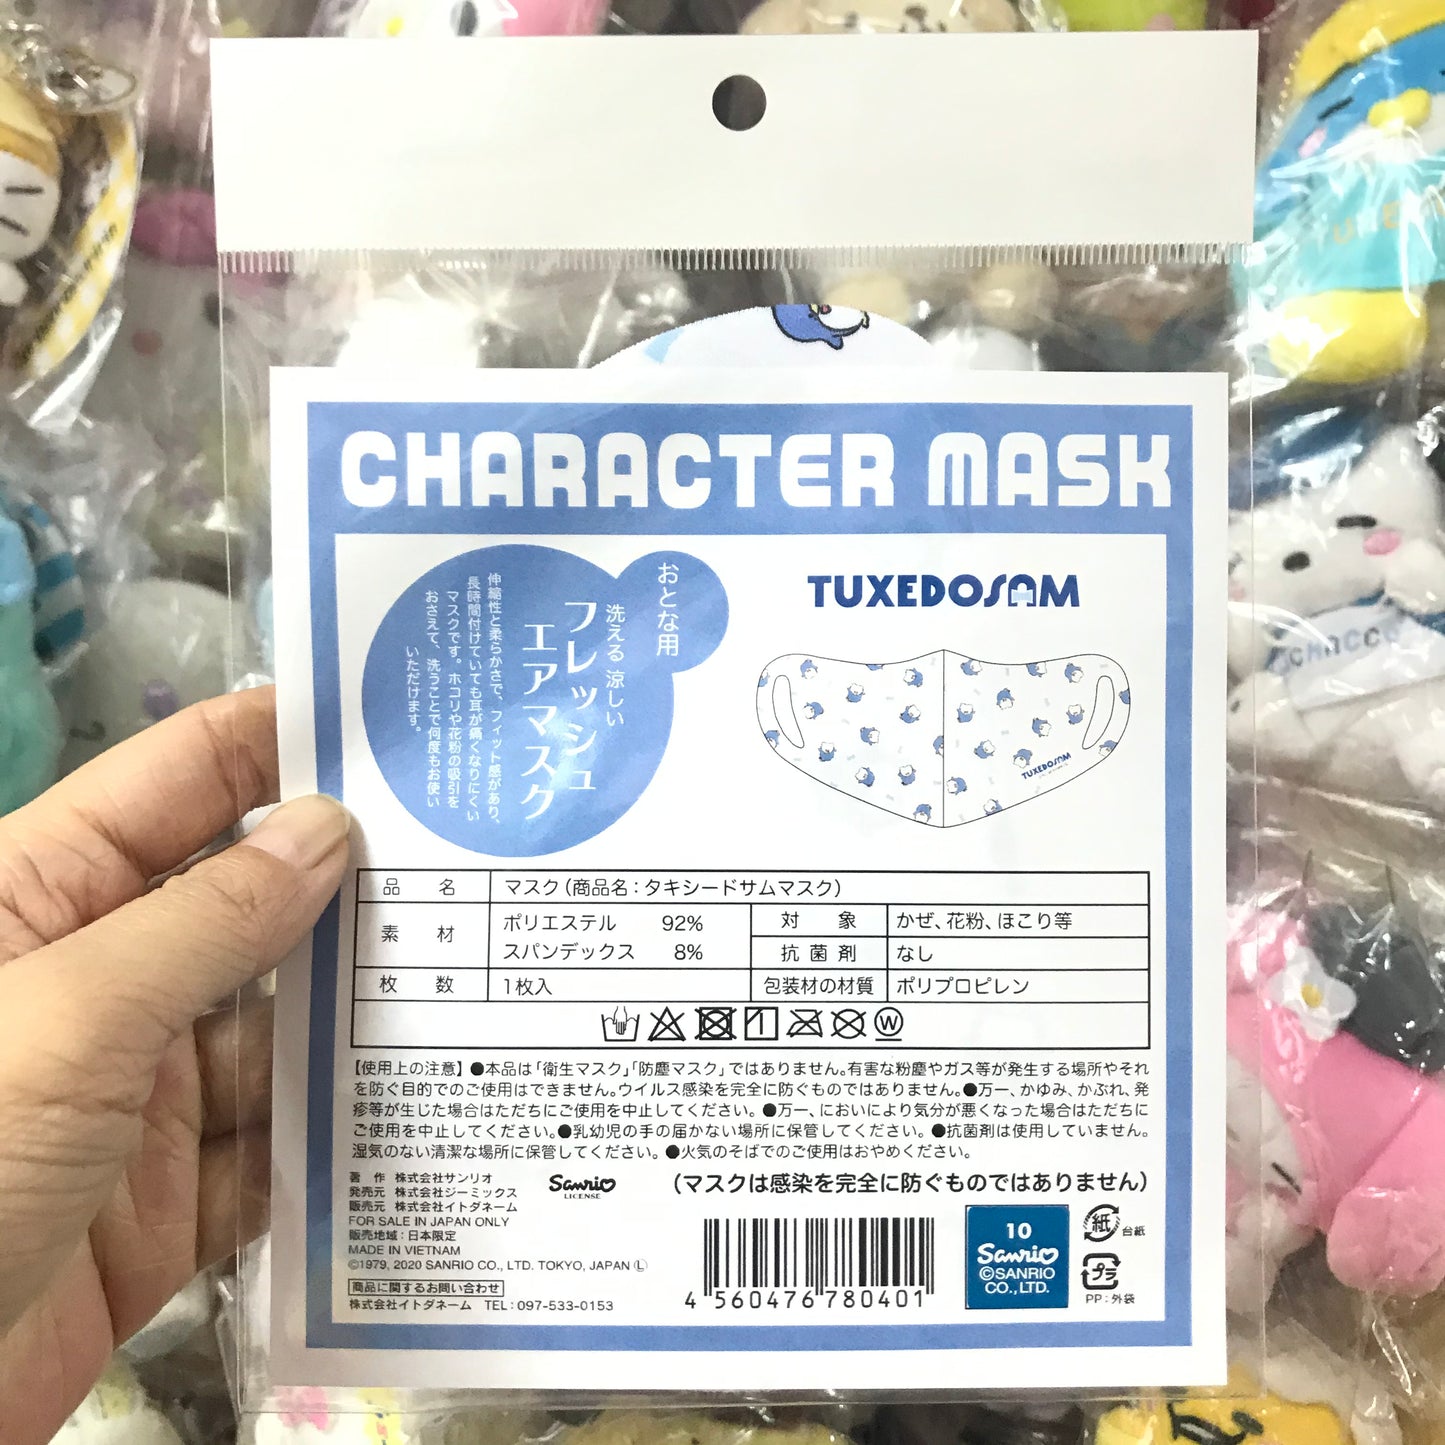 CHARACTER MASK
おとな用
洗える 涼しい
フレッシュ
エアマスク
伸縮性と柔らかさで、フィット感があり、
長時間付けていても耳が痛くなりにくい
マスクです。ホコリや花粉の吸引を
おさえて、洗うことで何度もお使い
いただけます。
TUXEDOSAM
TUXEDOSAM
品名 マスク(商品名:タキシードサムマスク)
素材 ポリエステル 92%
スパンデックス 8%
対象 かぜ、花粉、ほこり等
抗菌剤 なし
枚数 1枚入
包装材の材質 ポリプロピレン
W
【使用上の注意】●本品は「衛生マスク」「防塵マスク」ではありません。有害な粉塵やガス等が発生する場所やそれ
を防ぐ目的でのご使用はできません。ウイルス感染を完全に防ぐものではありません。●万一、かゆみ、かぶれ、発
疹等が生じた場合はただちにご使用を中止してください。●万一、においにより気分が悪くなった場合はただちに
ご使用を中止してください。●乳幼児の手の届かない場所に保管してください。●抗菌剤は使用していません。
湿気のない清潔な場所に保管してください。●火気のそばでのご使用はおやめください。
著 作 株式会社サンリオ
発売元 株式会社ジーミックス
販売元 株式会社イトダネーム
FOR SALE IN JAPAN ONLY
販売地域:日本限定
MADE IN VIETNAM
©1979, 2020 SANRIO CO., LTD. TOKYO, JAPAN Ⓛ
商品に関するお問い合わせ
株式会社イトダネーム TEL:097-533-0153
Sanrio
LICENSE
(マスクは感染を完全に防ぐものではありません)
4 560476 780401
10
Sanrio
©SANRIO
CO., LTD.
紙 台紙
プラ
PP:外袋